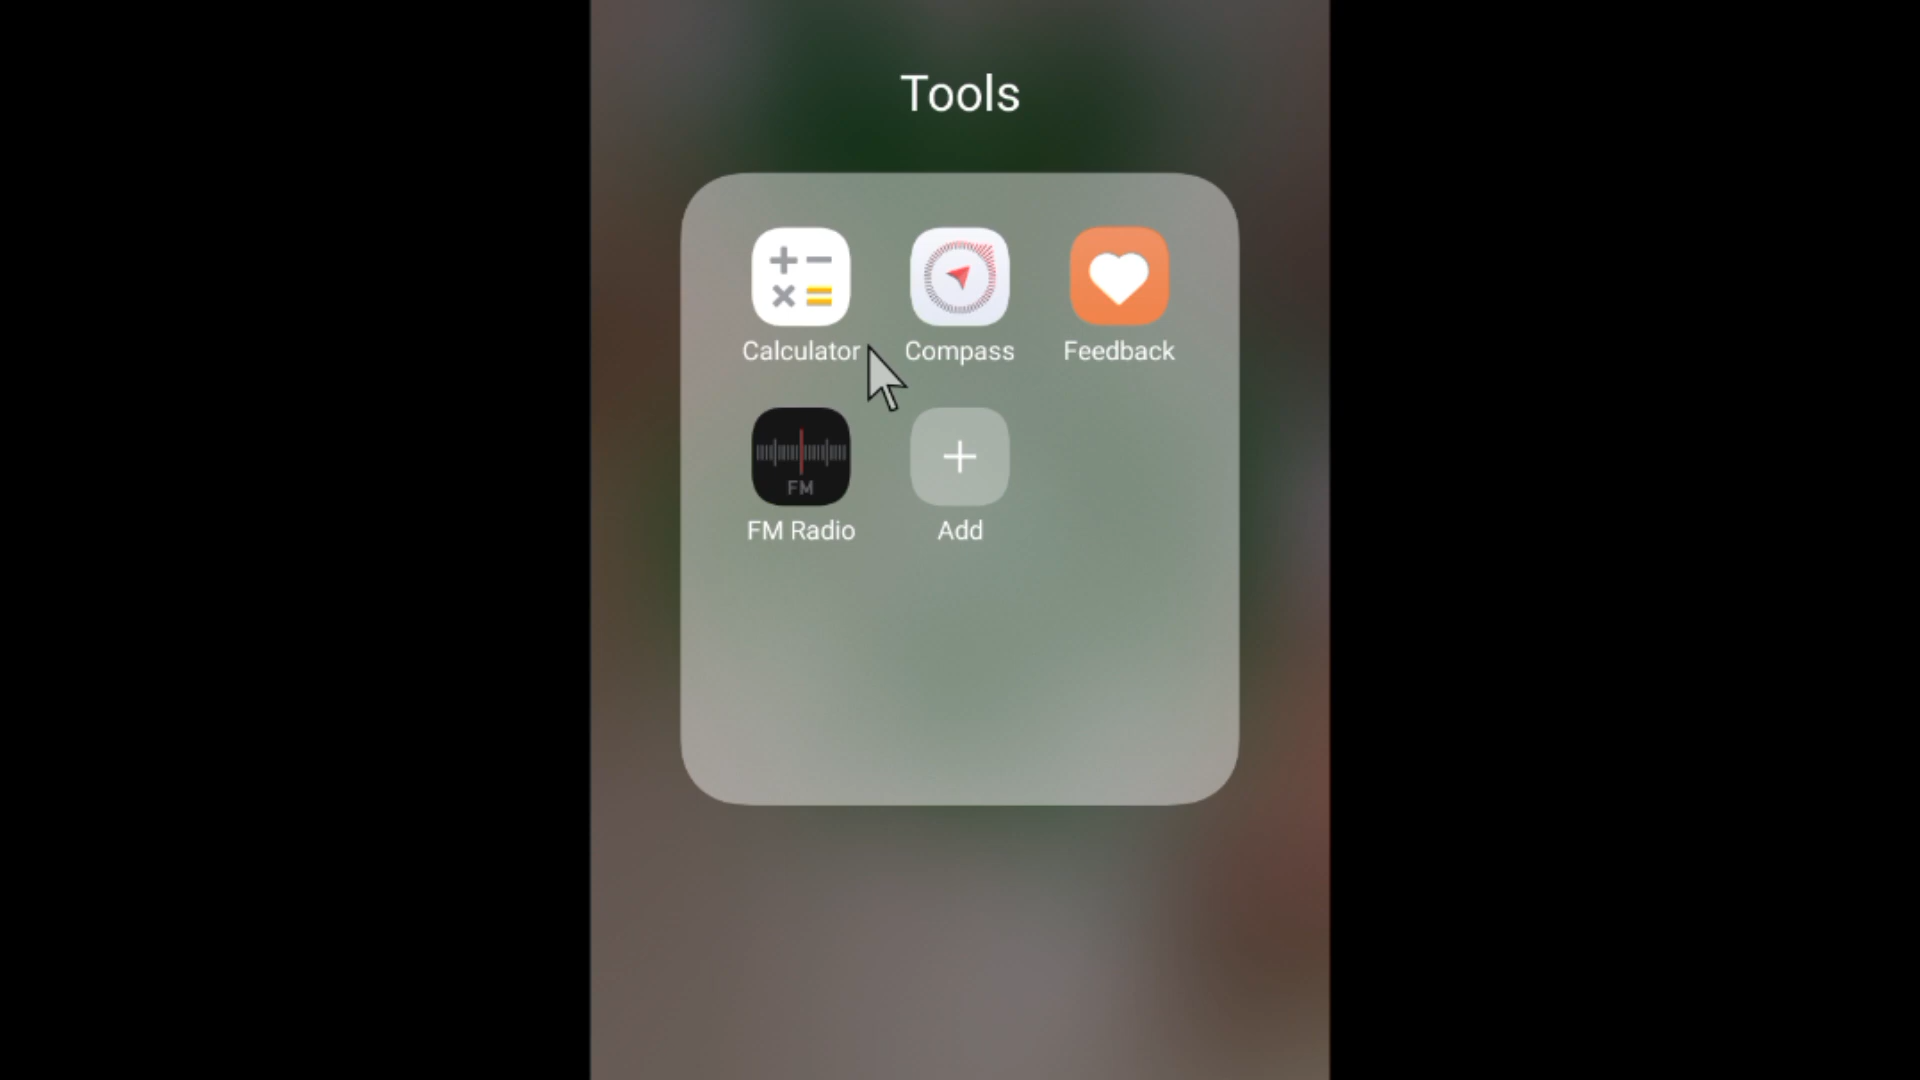 Tools
Calculator
Compass
Feedback
FM
FM Radio
Add